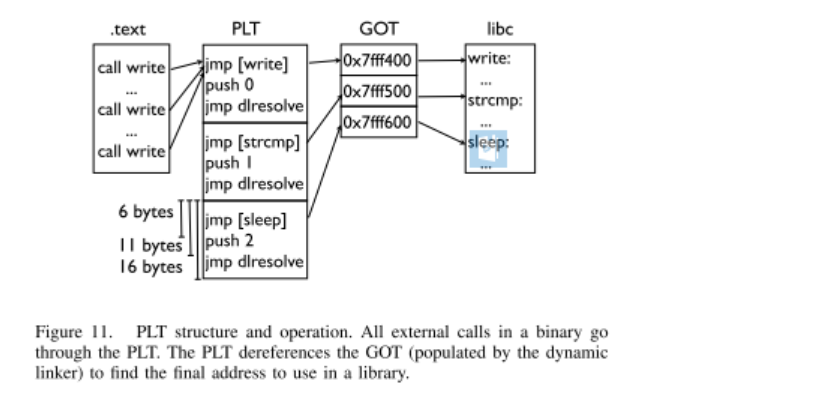 .text PLT GOT libc
call write
...
call write
...
call write
jmp [write]
push 0
jmp dlresolve
jmp [strcmp]
push 1
jmp dlresolve
jmp [sleep]
push 2
jmp dlresolve
6 bytes
11 bytes
16 bytes
0x7fff400
0x7fff500
0x7fff600
write:
...
strcmp:
...
sleep:
...
Figure 11. PLT structure and operation. All external calls in a binary go
through the PLT. The PLT dereferences the GOT (populated by the dynamic
linker) to find the final address to use in a library.